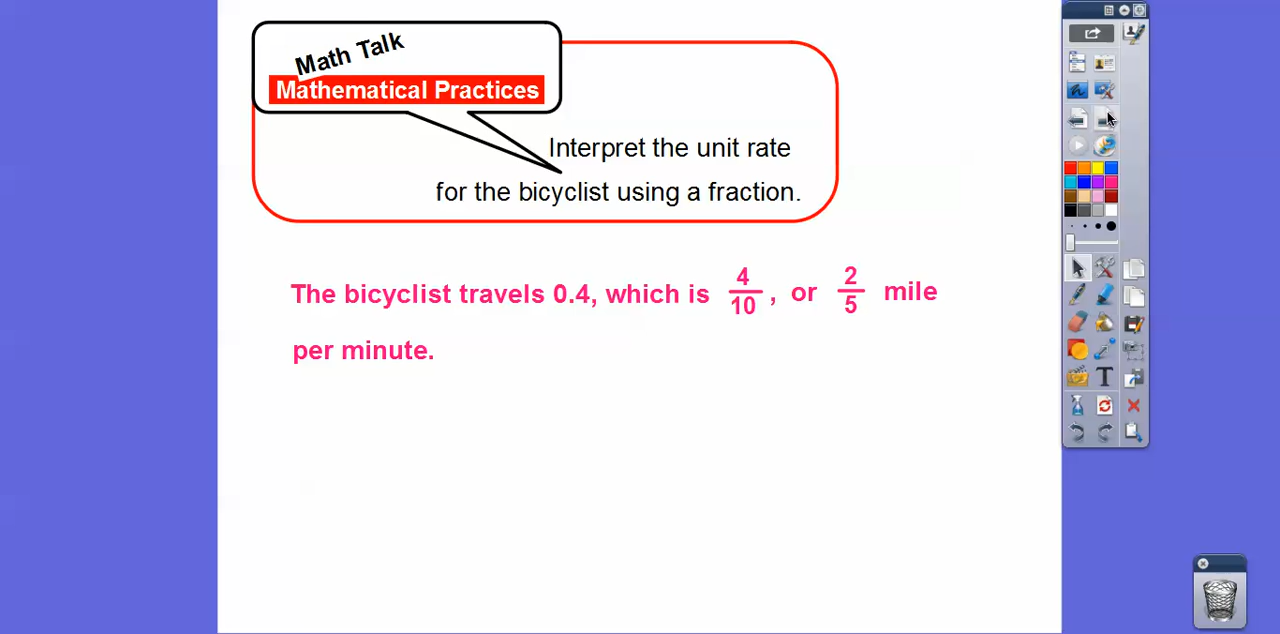 Math Talk
Mathematical Practices
Interpret the unit rate
for the bicyclist using a fraction.
The bicyclist travels 0.4, which is 4/10, or 2/5 mile
per minute.